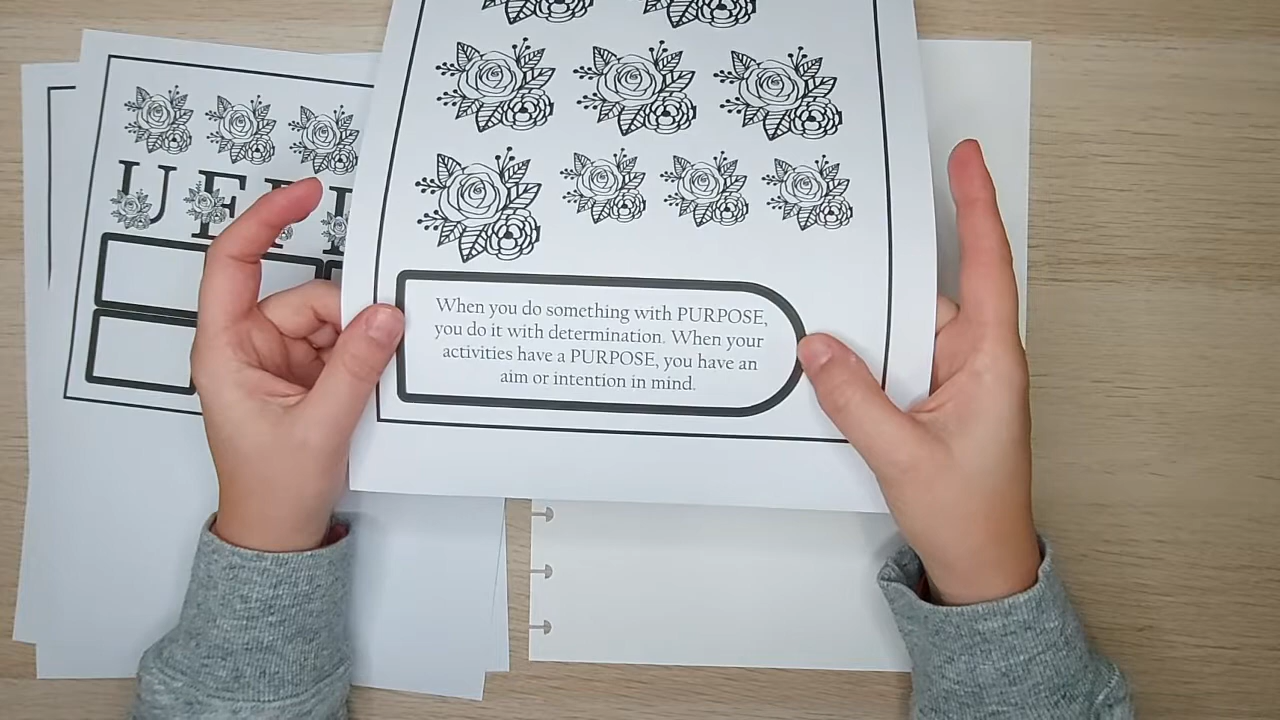 When you do something with PURPOSE,
you do it with determination. When your
activities have a PURPOSE, you have an
aim or intention in mind.